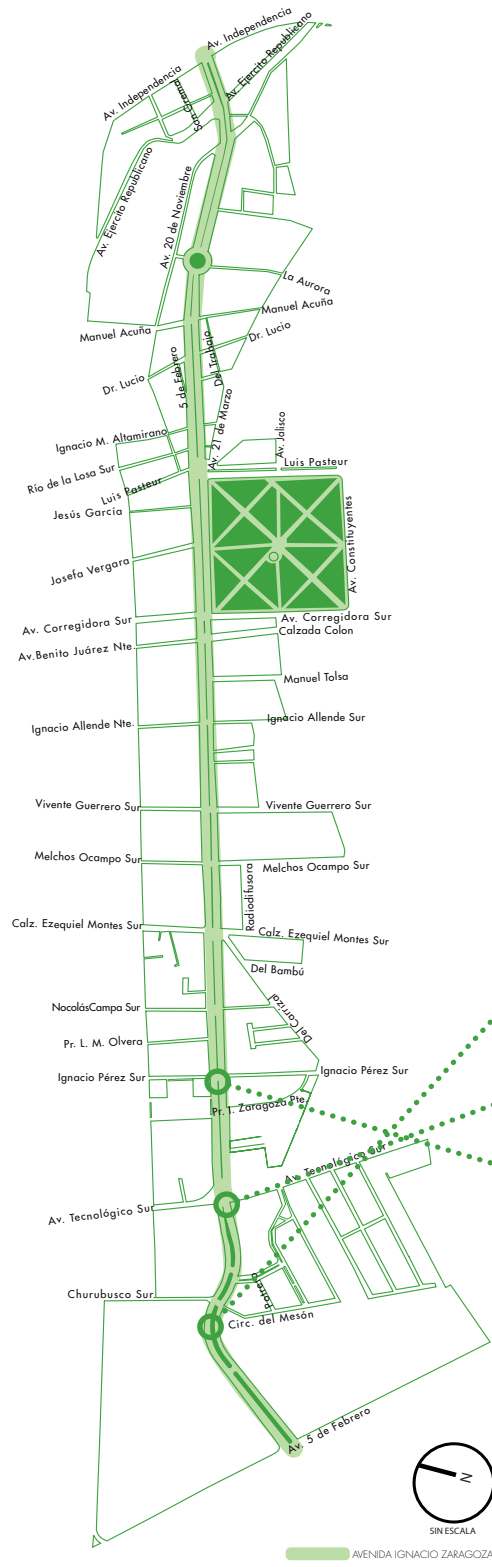 Av. Independencia
Av. Ejercito Republicano
Av. Independencia
San Gremo
Av. Ejercito Republicano
Av. 20 de Noviembre
La Aurora
Manuel Acuña
Manuel Acuña
Dr. Lucio
Del Trabajo
5 de Febrero
Dr. Lucio
Av. 21 de Marzo
Av. Jalisco
Ignacio M. Altamirano
Luis Pasteur
Río de la Losa Sur
Luis Pasteur
Jesús García
Av. Constituyentes
Josefa Vergara
Av. Corregidora Sur
Av. Corregidora Sur
Calzada Colon
Av.Benito Juárez Nte.
Manuel Tolsa
Ignacio Allende Nte.
Ignacio Allende Sur
Vivente Guerrero Sur
Vivente Guerrero Sur
Melchos Ocampo Sur
Melchos Ocampo Sur
Radiodifusora
Calz. Ezequiel Montes Sur
Calz. Ezequiel Montes Sur
Del Bambú
NocolásCampa Sur
Del Carrizal
Pr. L. M. Olvera
Ignacio Pérez Sur
Ignacio Pérez Sur
Pr. I. Zaragoza Pte.
Av. Tecnológico Sur
Av. Tecnológico Sur
Churubusco Sur
Circ. del Mesón
Av. 5 de Febrero
N
SIN ESCALA
AVENIDA IGNACIO ZARAGOZA